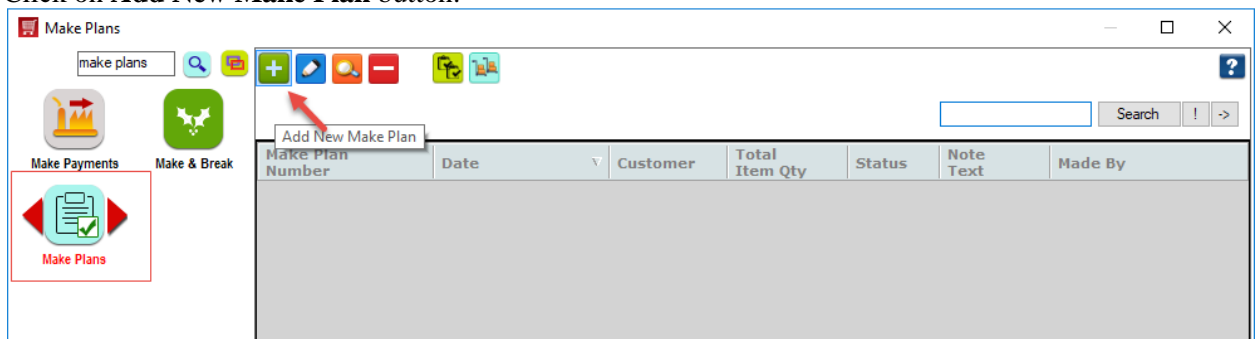 Click on Add New Make Plan button.
Make Plans
make plans
?
Add New Make Plan
Search ! ->
Make Payments Make & Break
Make Plan Number Date Customer Total Item Qty Status Note Text Made By
Make Plans